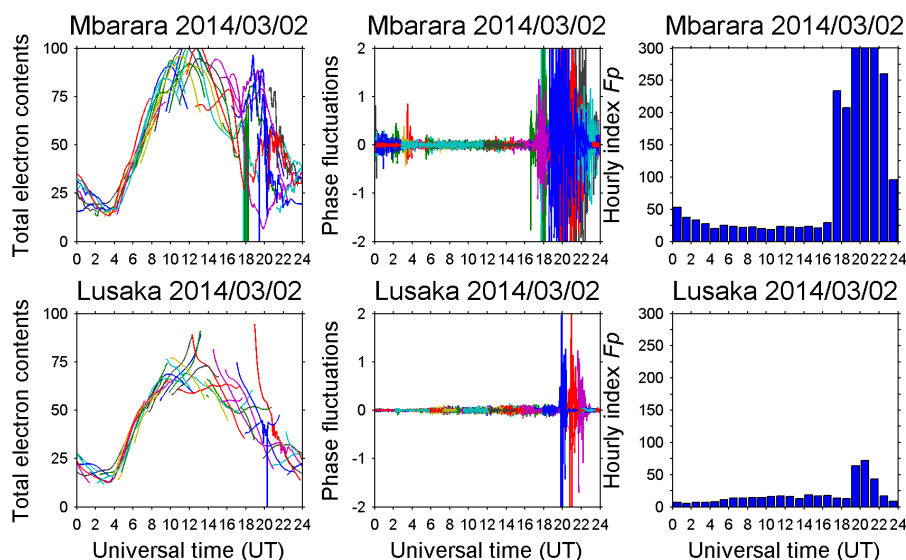 Mbarara 2014/03/02
Mbarara 2014/03/02
Mbarara 2014/03/02
Total electron contents
100
75
50
25
0
0 2 4 6 8 10 12 14 16 18 20 22 24
Phase fluctuations
2
1
0
-1
-2
0 2 4 6 8 10 12 14 16 18 20 22 24
Hourly index Fp
300
250
200
150
100
50
0
0 2 4 6 8 10 12 14 16 18 20 22 24
Lusaka 2014/03/02
Lusaka 2014/03/02
Lusaka 2014/03/02
Total electron contents
100
75
50
25
0
0 2 4 6 8 10 12 14 16 18 20 22 24
Universal time (UT)
Phase fluctuations
2
1
0
-1
-2
0 2 4 6 8 10 12 14 16 18 20 22 24
Universal time (UT)
Hourly index Fp
300
250
200
150
100
50
0
0 2 4 6 8 10 12 14 16 18 20 22 24
Universal time (UT)